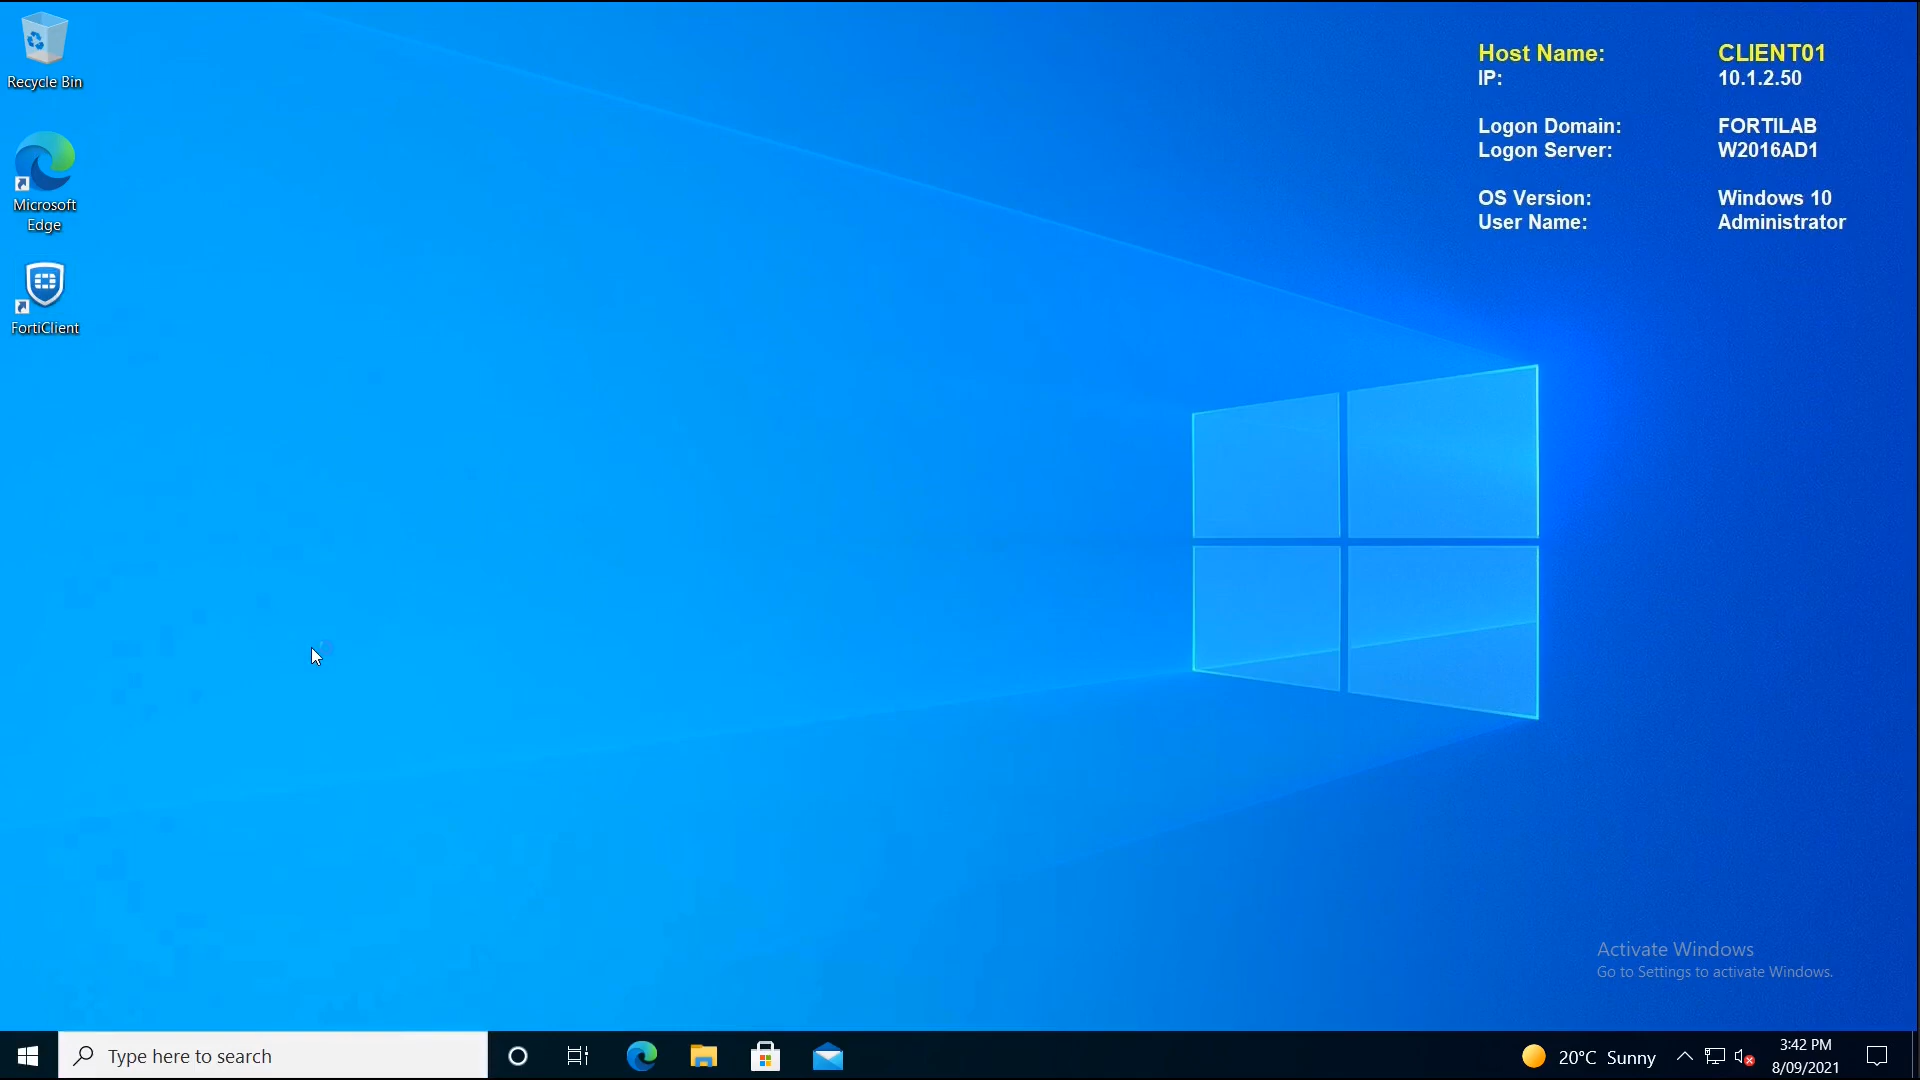 Recycle Bin
Microsoft
Edge
FortiClient
Host Name: CLIENT01
IP: 10.1.2.50
Logon Domain: FORTILAB
Logon Server: W2016AD1
OS Version: Windows 10
User Name: Administrator
Activate Windows
Go to Settings to activate Windows.
Type here to search
20°C Sunny
3:42 PM
8/09/2021